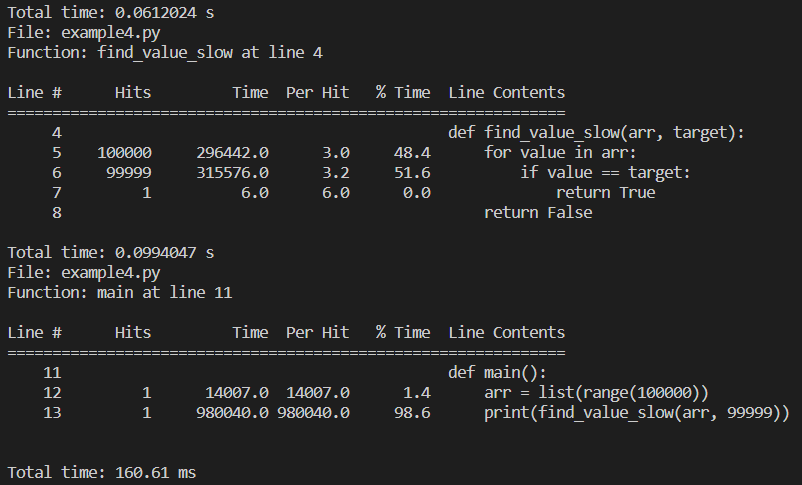 Total time: 0.0612024 s
File: example4.py
Function: find_value_slow at line 4
Line #      Hits         Time  Per Hit   % Time  Line Contents
==============================================================
     4                                           def find_value_slow(arr, target):
     5    100000     296442.0      3.0     48.4      for value in arr:
     6     99999     315576.0      3.2     51.6          if value == target:
     7         1          6.0      6.0      0.0              return True
     8                                               return False
Total time: 0.0994047 s
File: example4.py
Function: main at line 11
Line #      Hits         Time  Per Hit   % Time  Line Contents
==============================================================
    11                                           def main():
    12         1      14007.0  14007.0      1.4      arr = list(range(100000))
    13         1     980040.0 980040.0     98.6      print(find_value_slow(arr, 99999))
Total time: 160.61 ms